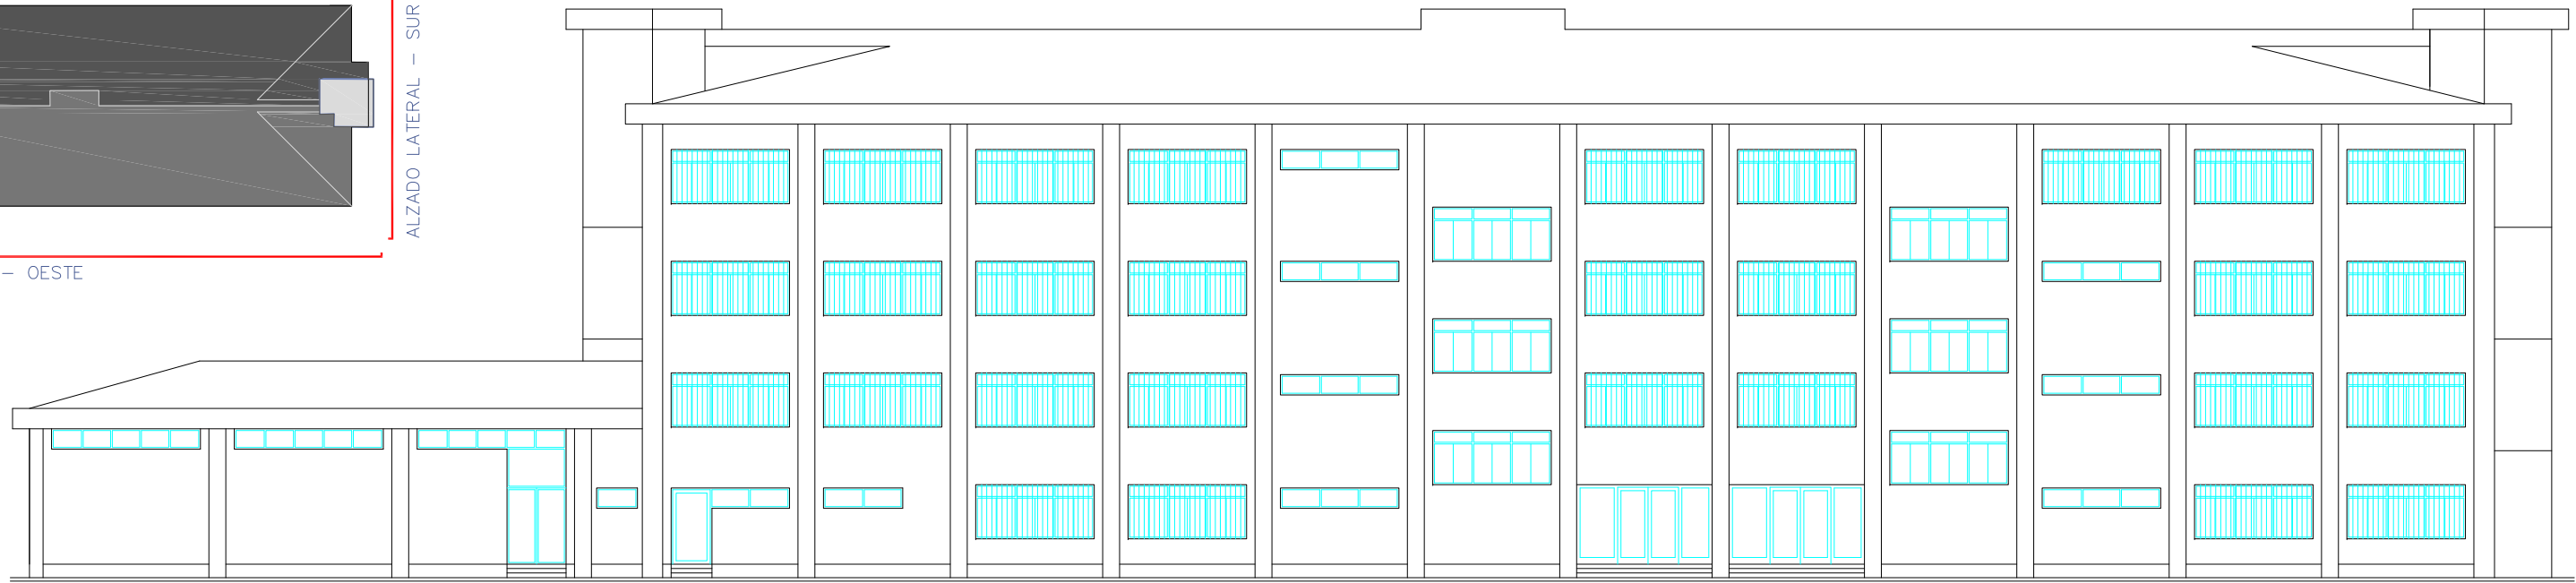 ALZADO LATERAL - SUR
- OESTE